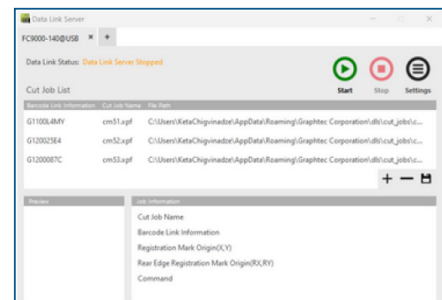 Data Link Server
FC9000-140@USB × +
Data Link Status: Data Link Server Stopped
Start Stop Settings
Cut Job List
Barcode Link Information Cut Job Name File Path
G1100L4MY cm51.xpf C:\Users\KetaChigvinadze\AppData\Roaming\Graphtec Corporation\dls\cut_jobs\c...
G120025E4 cm52.xpf C:\Users\KetaChigvinadze\AppData\Roaming\Graphtec Corporation\dls\cut_jobs\c...
G1200087C cm53.xpf C:\Users\KetaChigvinadze\AppData\Roaming\Graphtec Corporation\dls\cut_jobs\c...
Preview Job Information
Cut Job Name
Barcode Link Information
Registration Mark Origin(X,Y)
Rear Edge Registration Mark Origin(RX,RY)
Command